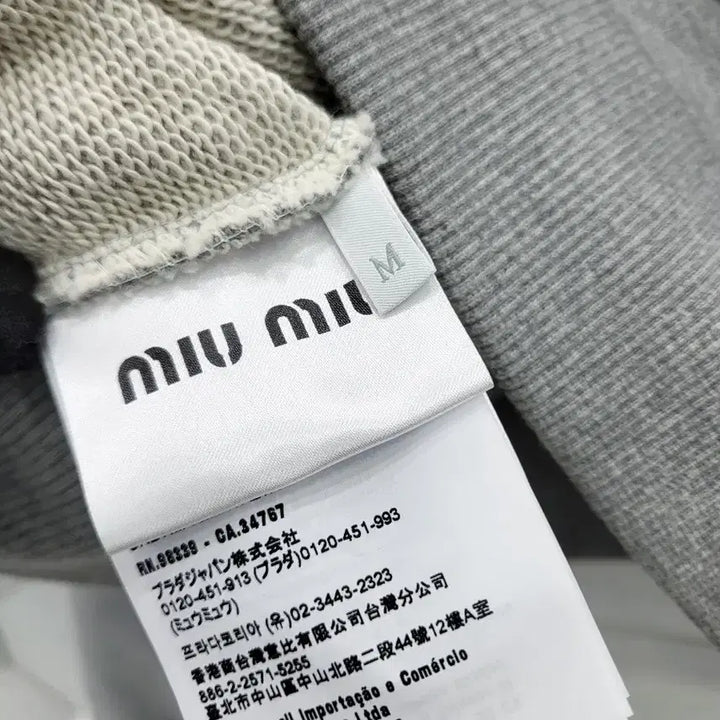 M
miu miu
RN.98239 - CA.34767
プラダジャパン株式会社
0120-451-913 (プラダ)0120-451-993
(ミュウミュウ)
프라다코리아 (유)02-3443-2323
香港商台灣普比有限公司台灣分公司
886-2-2571-5255
臺北市中山區中山北路二段44號12樓A室
Importação e Comércio
Ltda